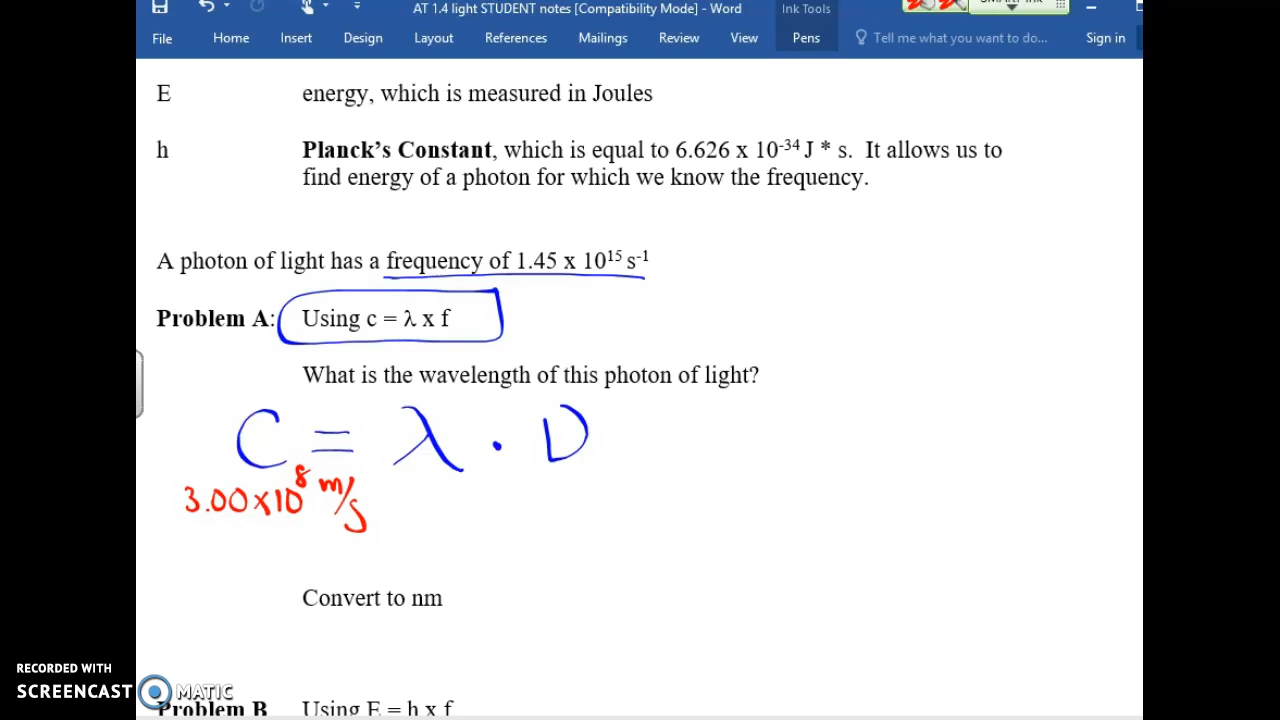 AT 1.4 light STUDENT notes [Compatibility Mode] - Word
Ink Tools
File Home Insert Design Layout References Mailings Review View Pens Tell me what you want to do... Sign in
E energy, which is measured in Joules
h Planck's Constant, which is equal to 6.626 x 10⁻³⁴ J * s. It allows us to
find energy of a photon for which we know the frequency.
A photon of light has a frequency of 1.45 x 10¹⁵ s⁻¹
Problem A: Using c = λ x f
What is the wavelength of this photon of light?
C = λ · υ
3.00x10⁸ m/s
Convert to nm
RECORDED WITH
SCREENCAST MATIC
Problem B Using E = h x f